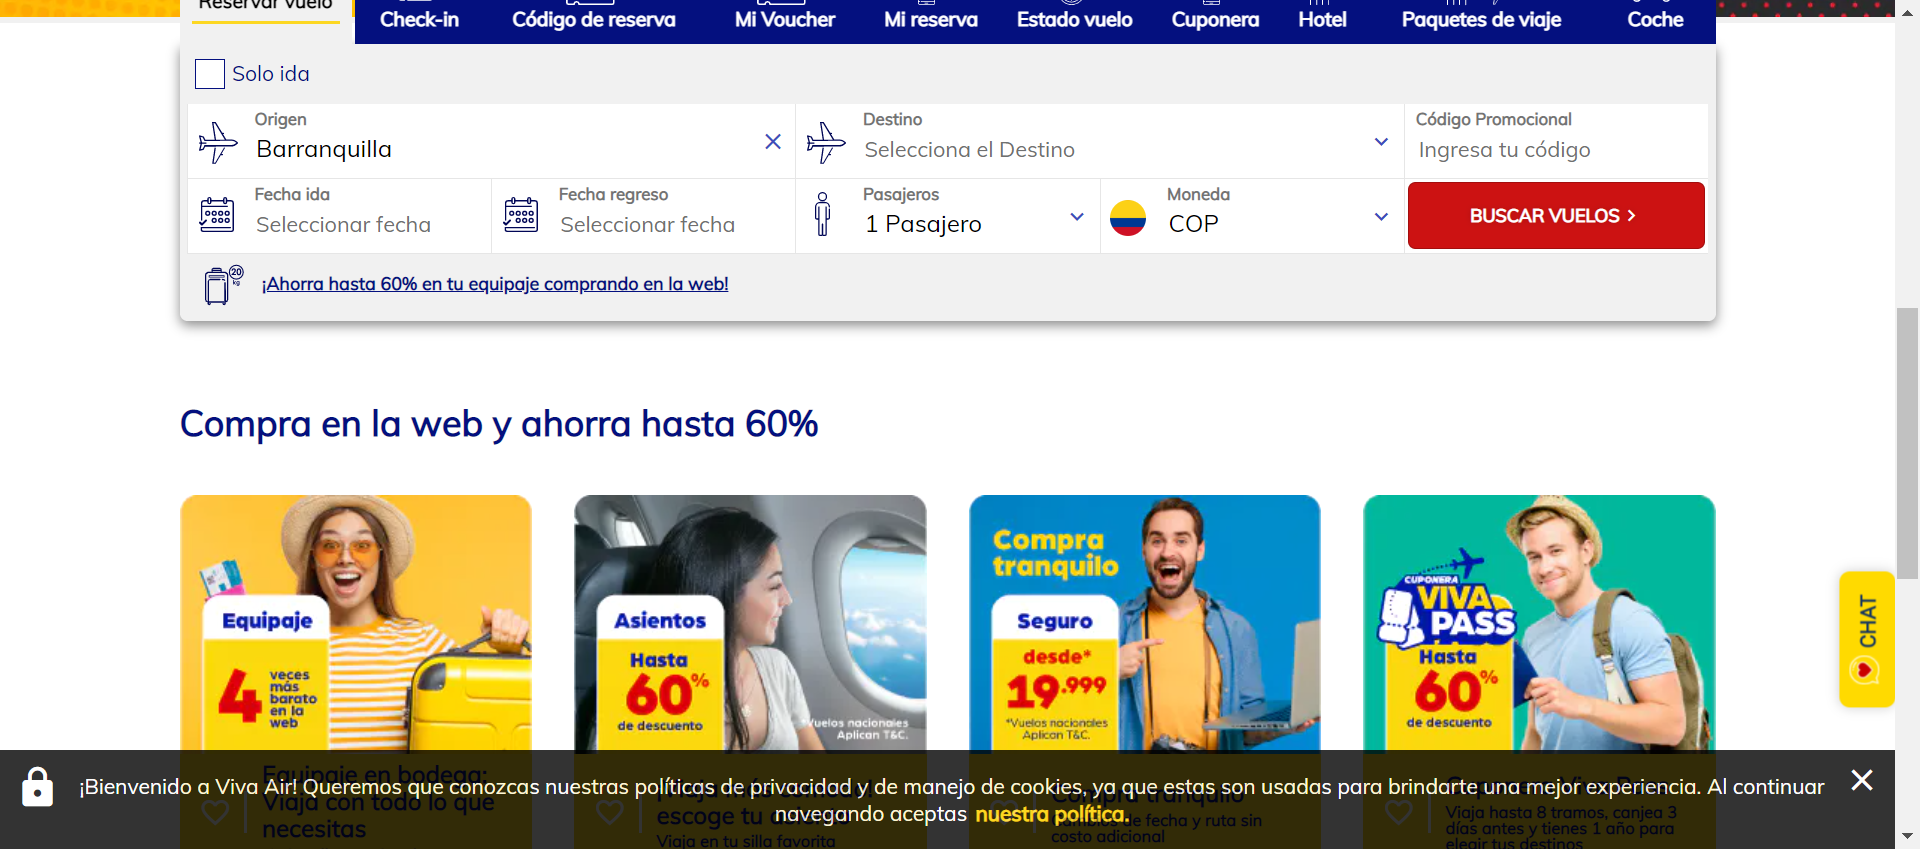 Reservar vuelo
Check-in
Código de reserva
Mi Voucher
Mi reserva
Estado vuelo
Cuponera
Hotel
Paquetes de viaje
Coche
Solo ida
Origen
Barranquilla
Destino
Selecciona el Destino
Código Promocional
Ingresa tu código
Fecha ida
Seleccionar fecha
Fecha regreso
Seleccionar fecha
Pasajeros
1 Pasajero
Moneda
COP
BUSCAR VUELOS
20
kg
¡Ahorra hasta 60% en tu equipaje comprando en la web!
Compra en la web y ahorra hasta 60%
Equipaje
4 veces
más
barato
en la
web
Asientos
Hasta
60%
de descuento
*Vuelos nacionales
Aplican T&C.
Compra
tranquilo
Seguro
desde*
19.999
*Vuelos nacionales
Aplican T&C.
CUPONERA
VIVA
PASS
Hasta
60%
de descuento
CHAT
Equipaje en bodega:
Viaja con todo lo que
necesitas
escoge tu
Viaja en tu silla favorita
Compra tranquilo
Cambios de fecha y ruta sin
costo adicional
Cuponera Viva Pass
Viaja hasta 8 tramos, canjea 3
días antes y tienes 1 año para
elegir tus destinos
¡Bienvenido a Viva Air! Queremos que conozcas nuestras políticas de privacidad y de manejo de cookies, ya que estas son usadas para brindarte una mejor experiencia. Al continuar
navegando aceptas nuestra política.